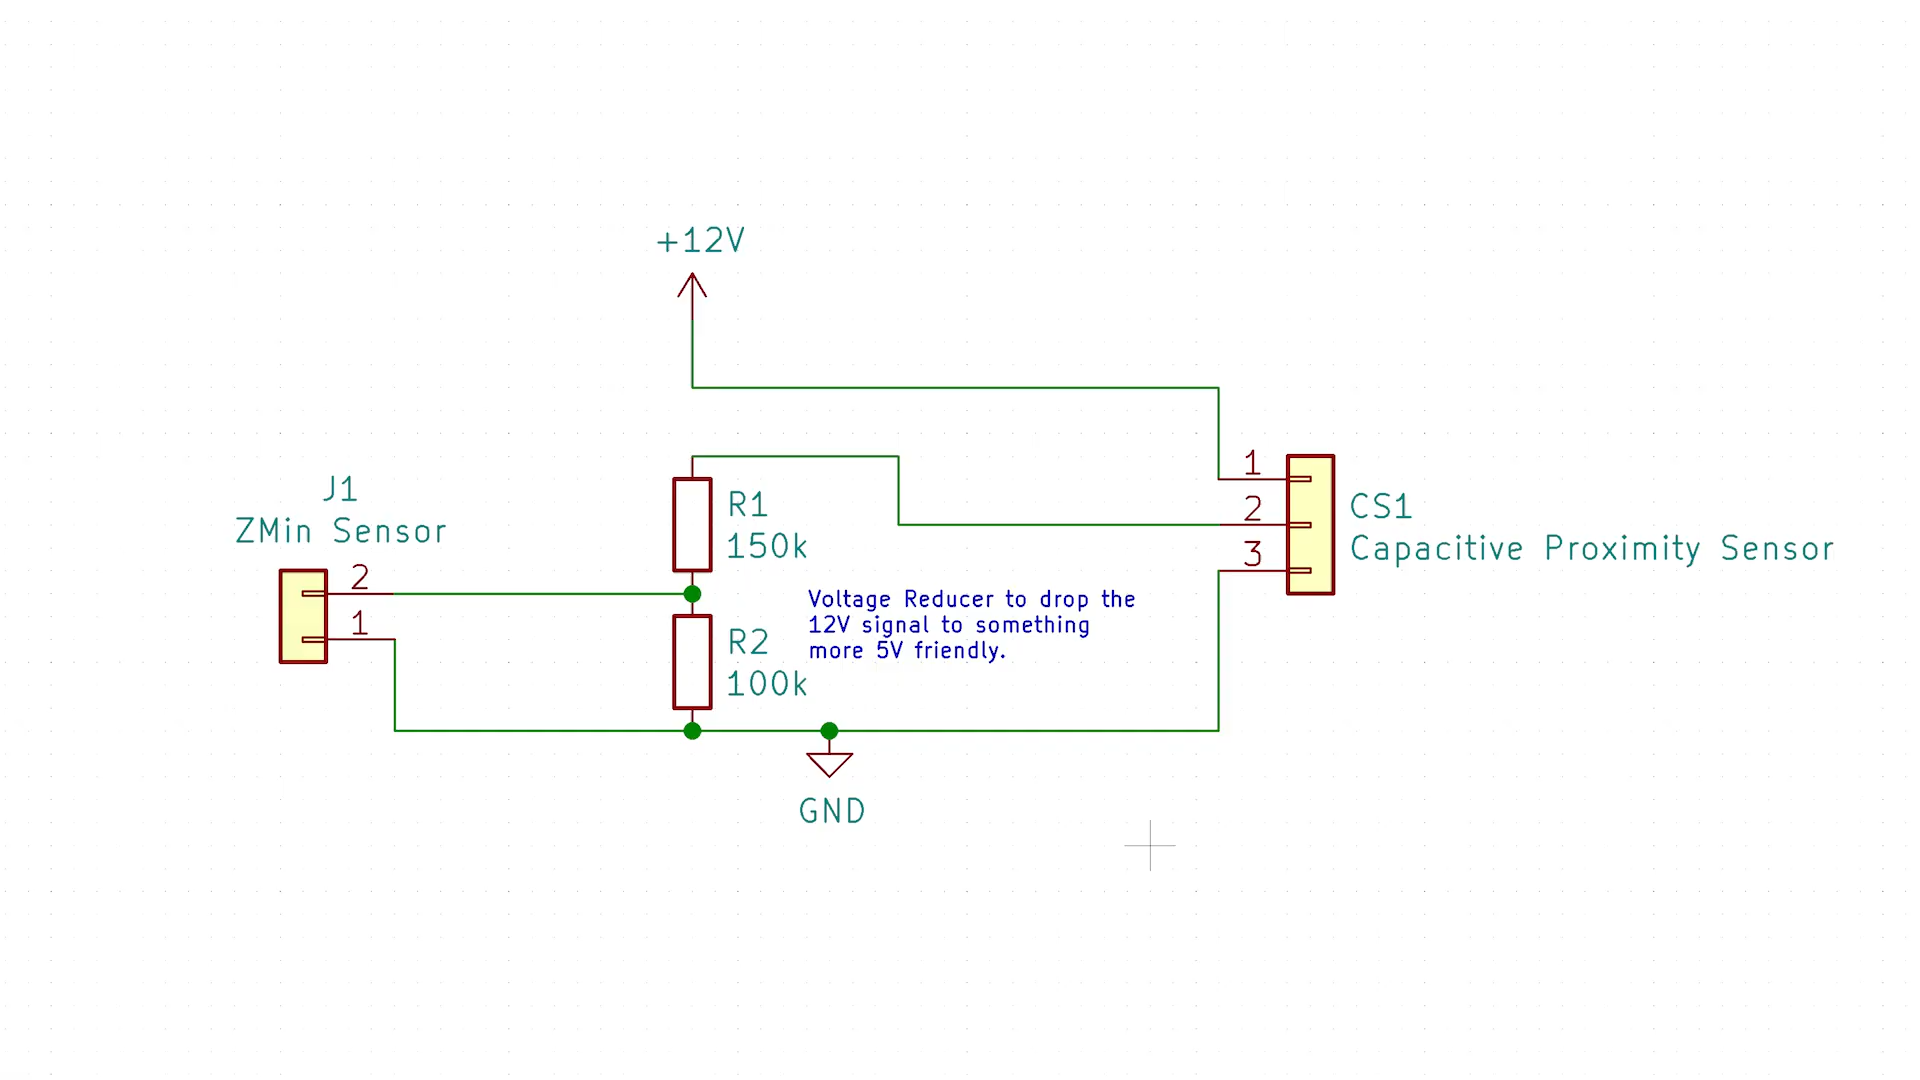 +12V
J1
ZMin Sensor
2
1
R1
150k
R2
100k
Voltage Reducer to drop the
12V signal to something
more 5V friendly.
1
2
3
CS1
Capacitive Proximity Sensor
GND